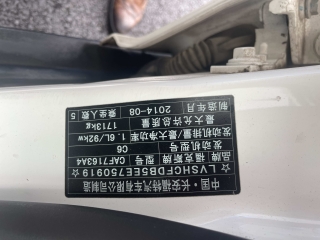 中国·长安福特汽车有限公司制造
☆LVSHCFDB5EE750919☆
品牌 福克斯牌 型号 CAF7163A4
发动机型号 C6
发动机排量/最大净功率 1.6L/92kw
最大允许总质量 1713kg
制造年月 2014-08 乘坐人数 5